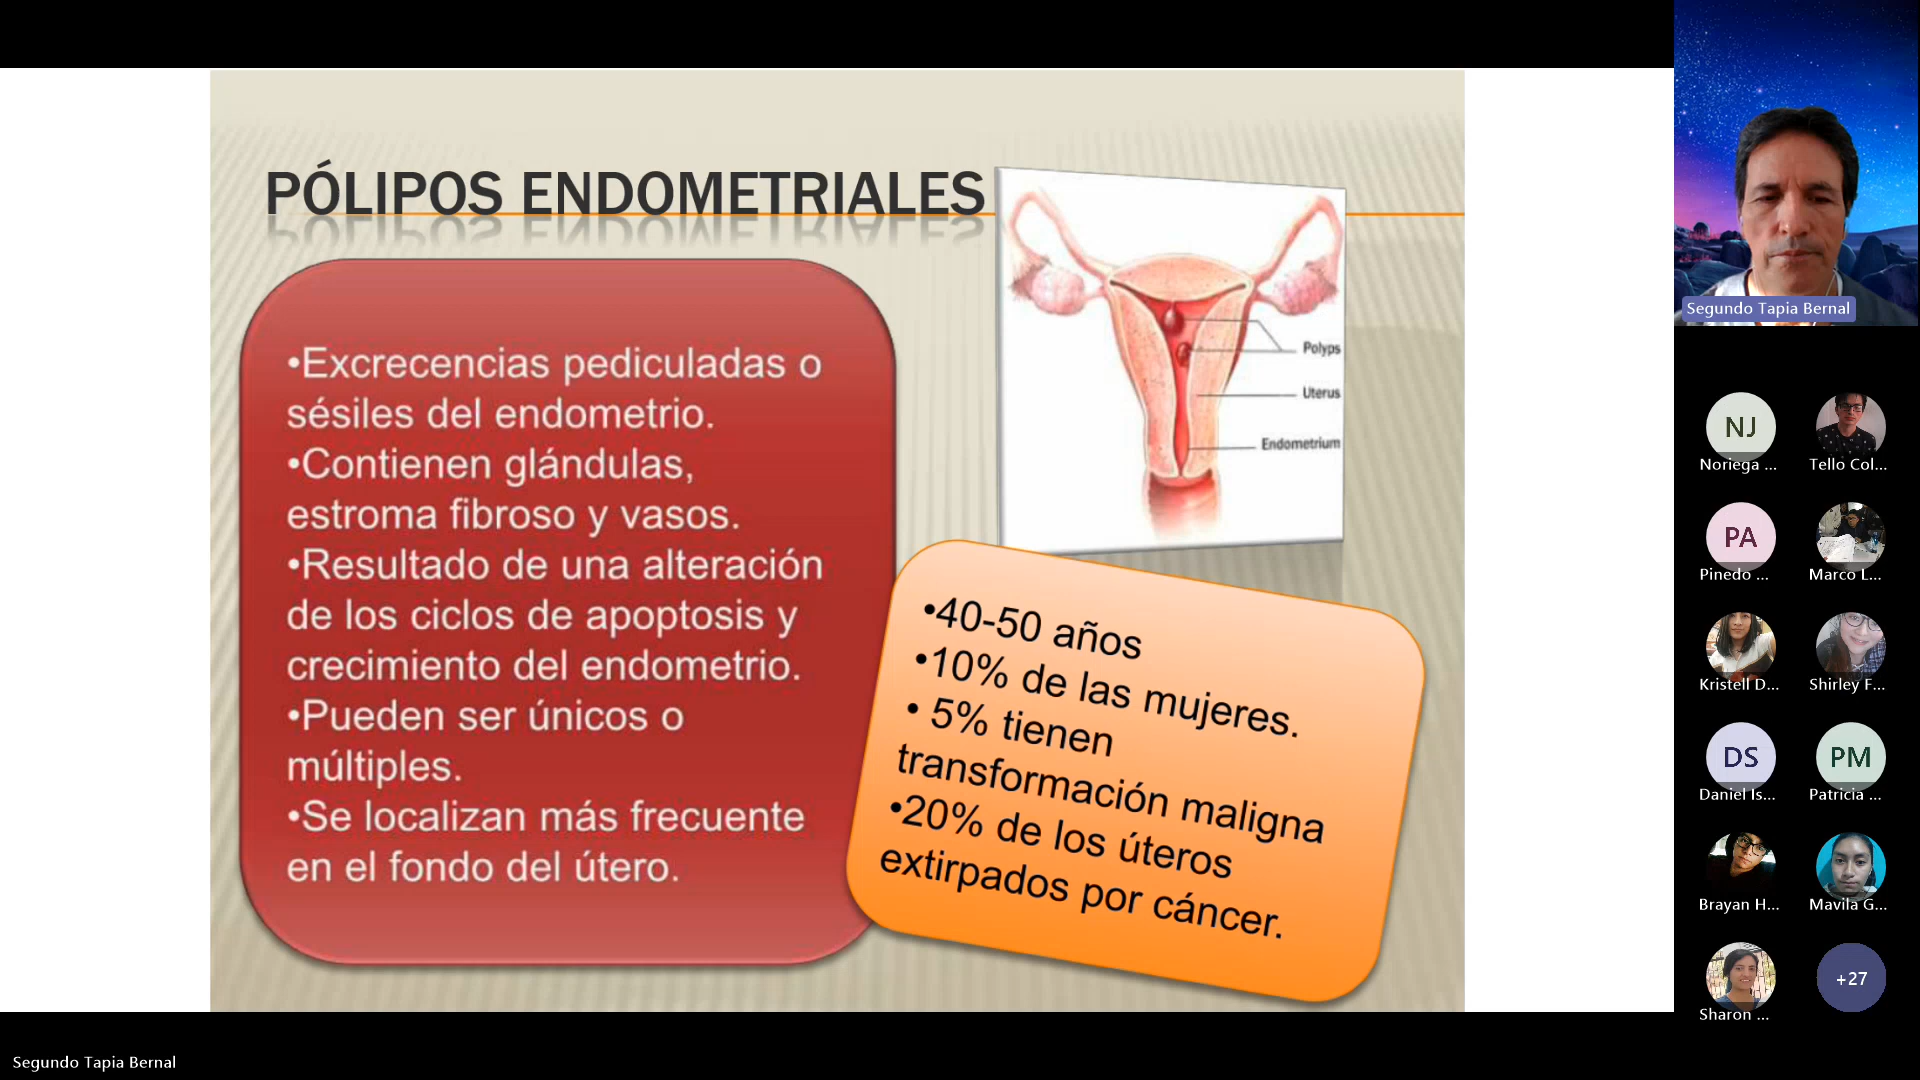 PÓLIPOS ENDOMETRIALES
•Excrecencias pediculadas o
sésiles del endometrio.
•Contienen glándulas,
estroma fibroso y vasos.
•Resultado de una alteración
de los ciclos de apoptosis y
crecimiento del endometrio.
•Pueden ser únicos o
múltiples.
•Se localizan más frecuente
en el fondo del útero.
Polyps
Uterus
Endometrium
•40-50 años
•10% de las mujeres.
• 5% tienen
transformación maligna
•20% de los úteros
extirpados por cáncer.
Segundo Tapia Bernal
NJ
Noriega ...
Tello Col...
PA
Pinedo ...
Marco L...
Kristell D...
Shirley F...
DS
Daniel Is...
PM
Patricia ...
Brayan H...
Mavila G...
Sharon ...
+27
Segundo Tapia Bernal